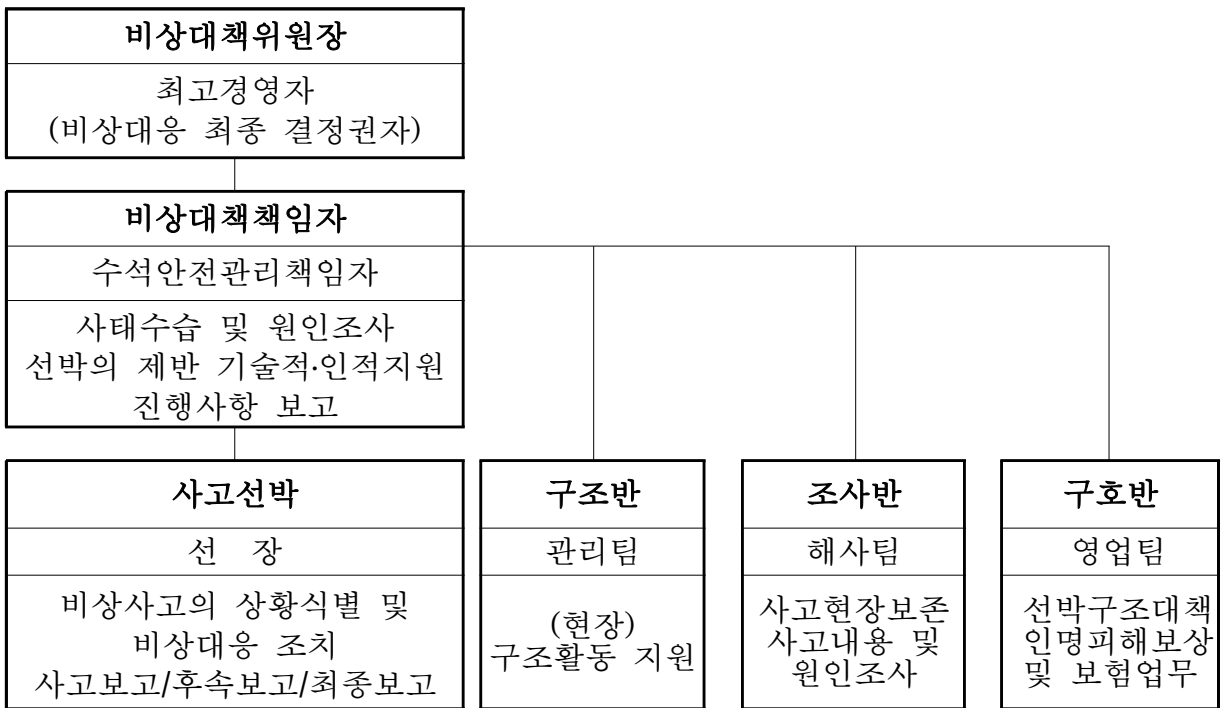 비상대책위원장
최고경영자
(비상대응 최종 결정권자)
비상대책책임자
수석안전관리책임자
사태수습 및 원인조사
선박의 제반 기술적·인적지원
진행사항 보고
사고선박
선 장
비상사고의 상황식별 및
비상대응 조치
사고보고/후속보고/최종보고
구조반
관리팀
(현장)
구조활동 지원
조사반
해사팀
사고현장보존
사고내용 및
원인조사
구호반
영업팀
선박구조대책
인명피해보상
및 보험업무